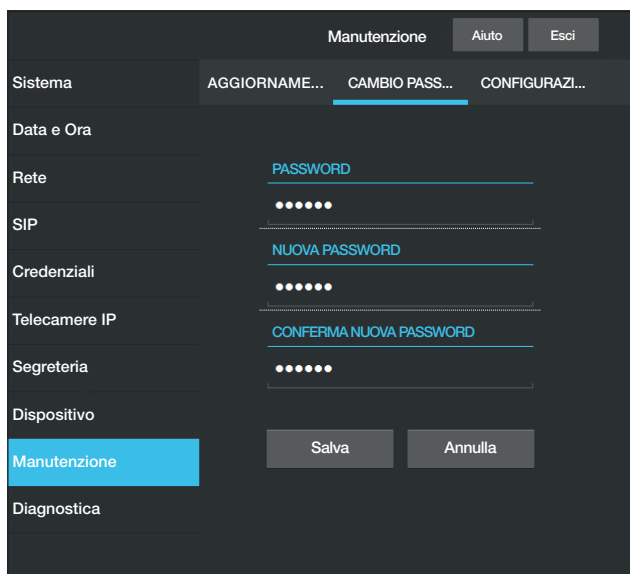 Manutenzione
Aiuto
Esci
Sistema
Data e Ora
Rete
SIP
Credenziali
Telecamere IP
Segreteria
Dispositivo
Manutenzione
Diagnostica
AGGIORNAME...
CAMBIO PASS...
CONFIGURAZI...
PASSWORD
••••••
NUOVA PASSWORD
••••••
CONFERMA NUOVA PASSWORD
••••••
Salva
Annulla